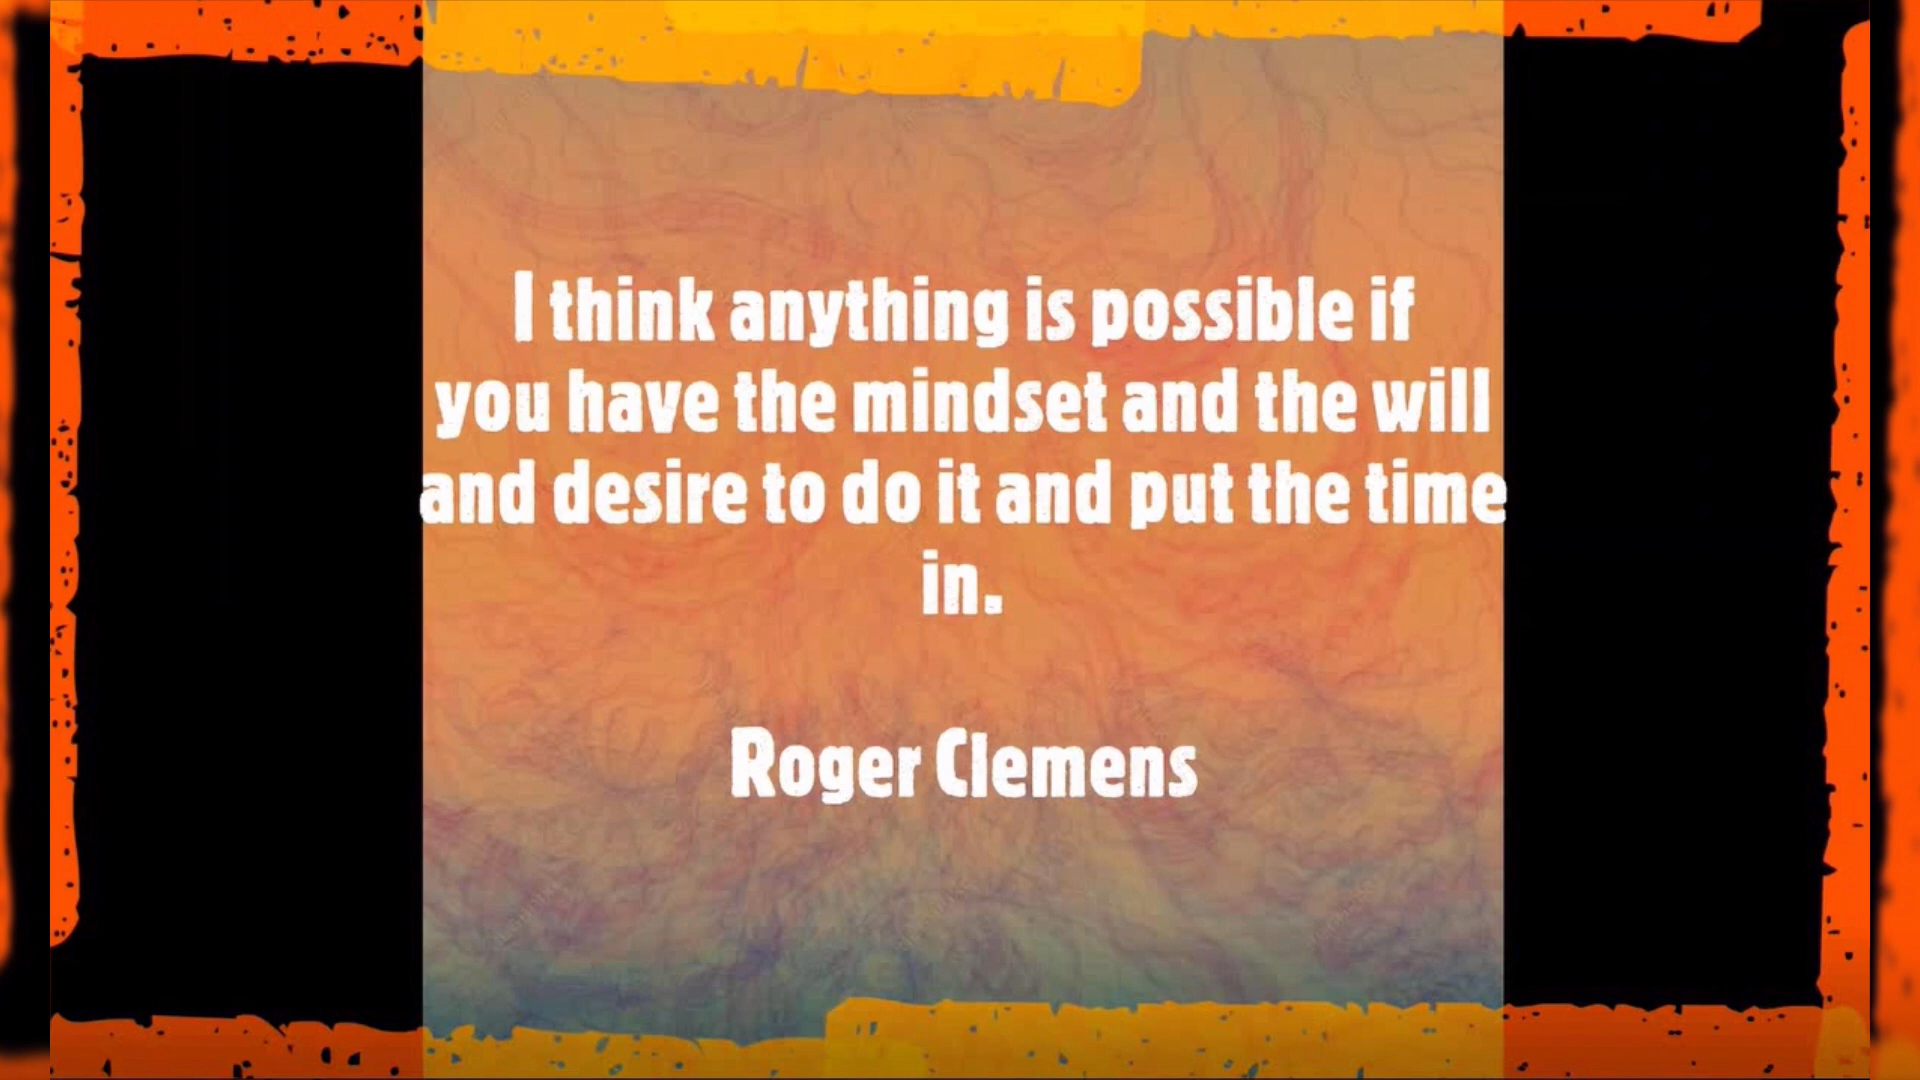 I think anything is possible if
you have the mindset and the will
and desire to do it and put the time
in.
Roger Clemens